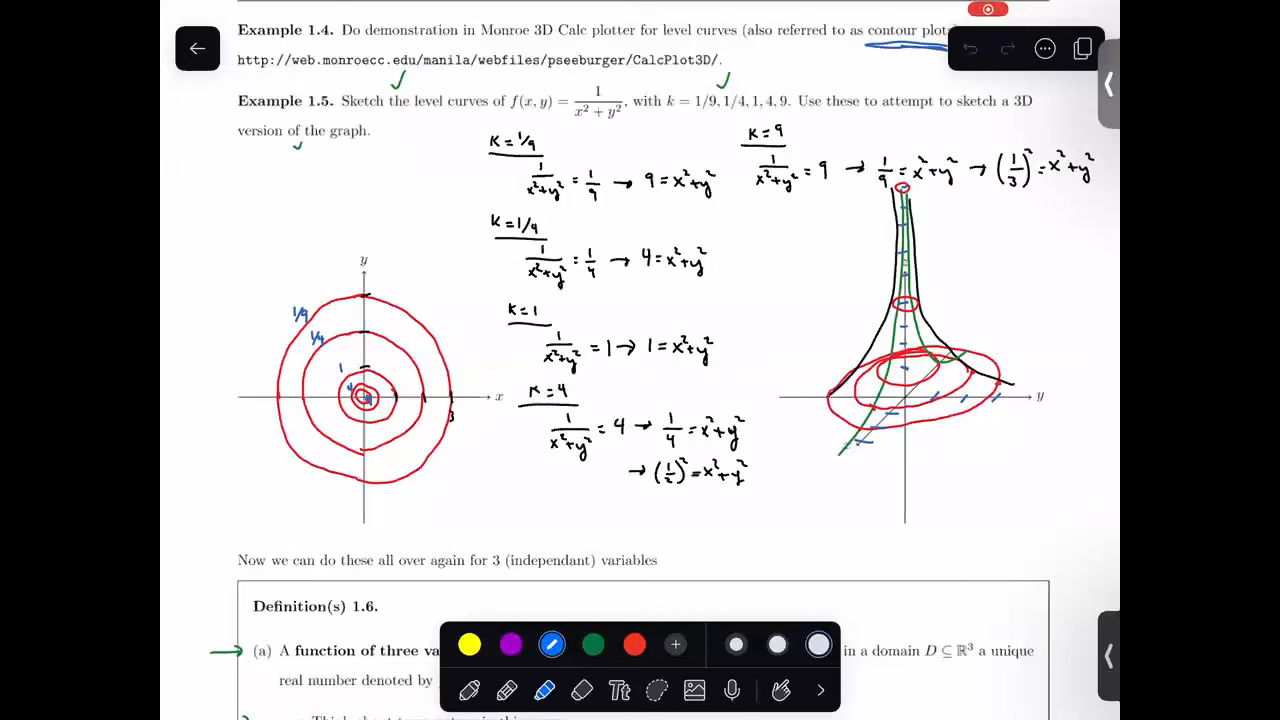 Example 1.4. Do demonstration in Monroe 3D Calc plotter for level curves (also referred to as contour plot
http://web.monroecc.edu/manila/webfiles/pseeburger/CalcPlot3D/.
Example 1.5. Sketch the level curves of f(x, y) = 1/(x² + y²), with k = 1/9, 1/4, 1, 4, 9. Use these to attempt to sketch a 3D
version of the graph.
K = 1/9
1/(x²+y²) = 1/9 → 9 = x²+y²
K = 1/4
1/(x²+y²) = 1/4 → 4 = x²+y²
K = 1
1/(x²+y²) = 1 → 1 = x²+y²
K = 4
1/(x²+y²) = 4 → 1/4 = x²+y²
→ (1/2)² = x²+y²
K = 9
1/(x²+y²) = 9 → 1/9 = x²+y² → (1/3)² = x²+y²
y
1/9
1/4
1
4
x
3
y
Now we can do these all over again for 3 (independant) variables
Definition(s) 1.6.
(a) A function of three va
in a domain D ⊆ ℝ³ a unique
real number denoted by
Tt